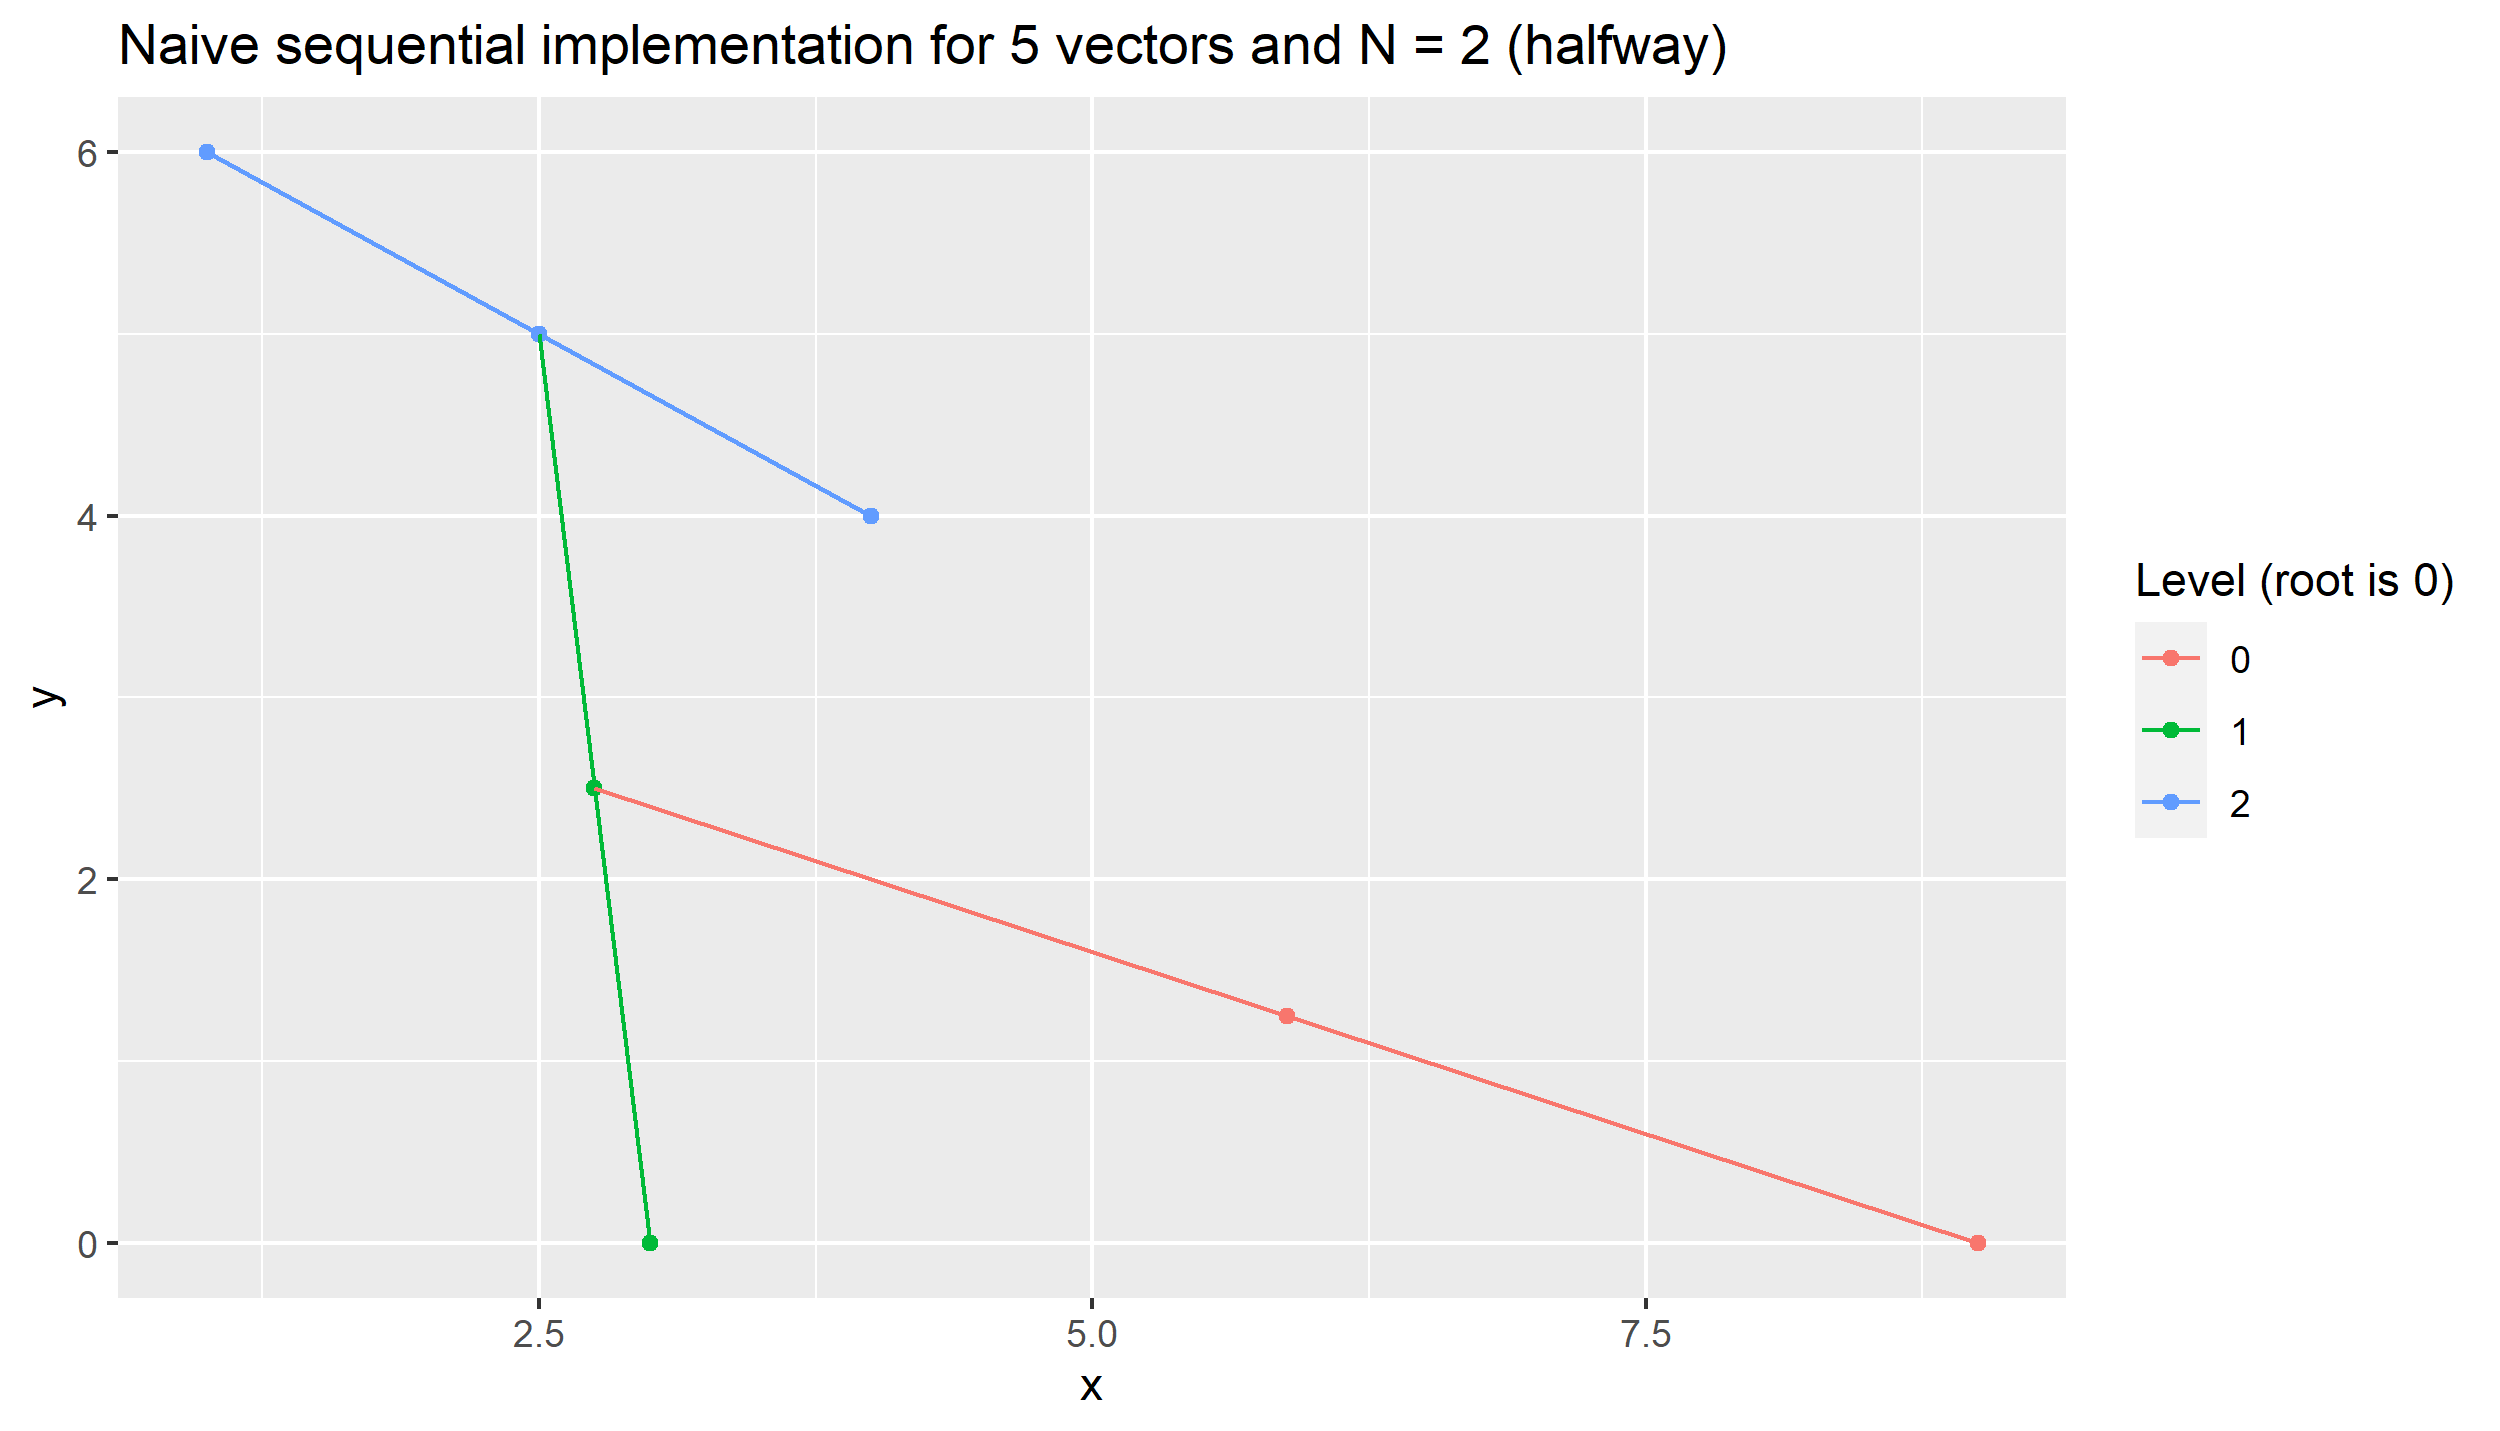 Naive sequential implementation for 5 vectors and N = 2 (halfway)
6
4
2
0
y
2.5 5.0 7.5
x
Level (root is 0)
0
1
2